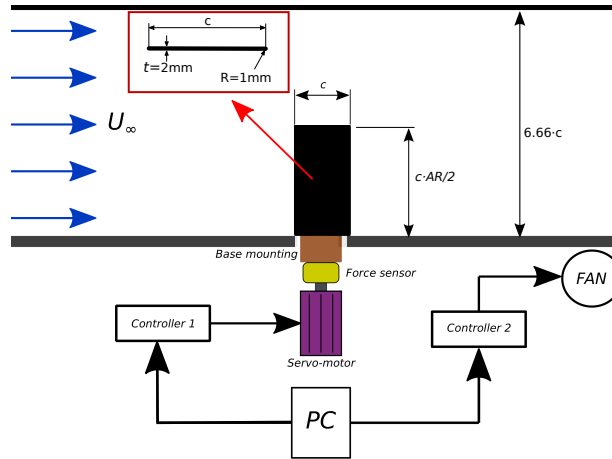 c
t=2mm
R=1mm
U∞
c
6.66·c
c·AR/2
Base mounting
Force sensor
FAN
Controller 1
Controller 2
Servo-motor
PC